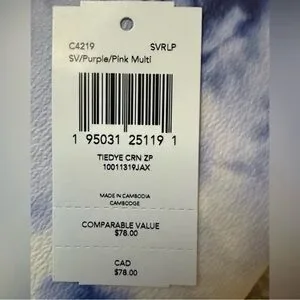 C4219 SVRLP
SV/Purple/Pink Multi
1 95031 25119 1
TIEDYE CRN ZP
10011319JAX
MADE IN CAMBODIA
CAMBODGE
COMPARABLE VALUE
$78.00
CAD
$78.00